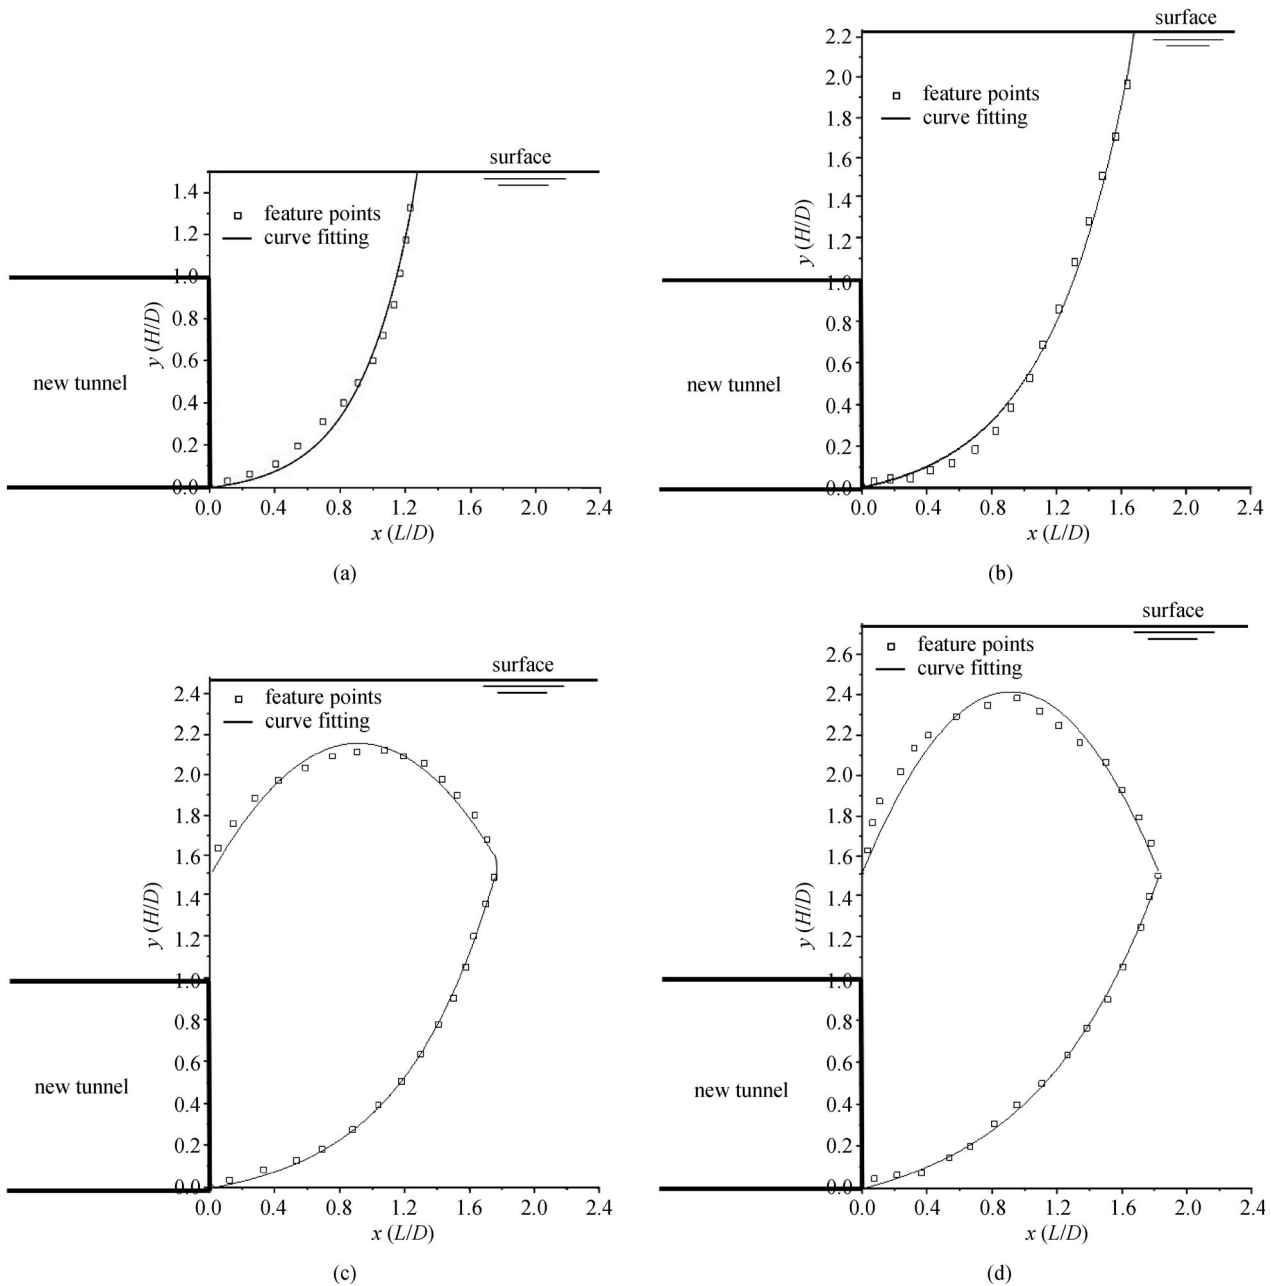 surface
1.4
feature points
1.2
curve fitting
1.0
0.8
y (H/D)
0.6
new tunnel
0.4
0.2
0.0
0.0 0.4 0.8 1.2 1.6 2.0 2.4
x (L/D)
(a)
surface
2.2
2.0
feature points
1.8
curve fitting
1.6
1.4
1.2
y (H/D)
1.0
0.8
0.6
new tunnel
0.4
0.2
0.0
0.0 0.4 0.8 1.2 1.6 2.0 2.4
x (L/D)
(b)
surface
2.4
feature points
curve fitting
2.2
2.0
1.8
1.6
1.4
y (H/D)
1.2
1.0
0.8
0.6
new tunnel
0.4
0.2
0.0
0.0 0.4 0.8 1.2 1.6 2.0 2.4
x (L/D)
(c)
surface
feature points
2.6
curve fitting
2.4
2.2
2.0
1.8
1.6
1.4
y (H/D)
1.2
1.0
0.8
0.6
new tunnel
0.4
0.2
0.0
0.0 0.4 0.8 1.2 1.6 2.0 2.4
x (L/D)
(d)